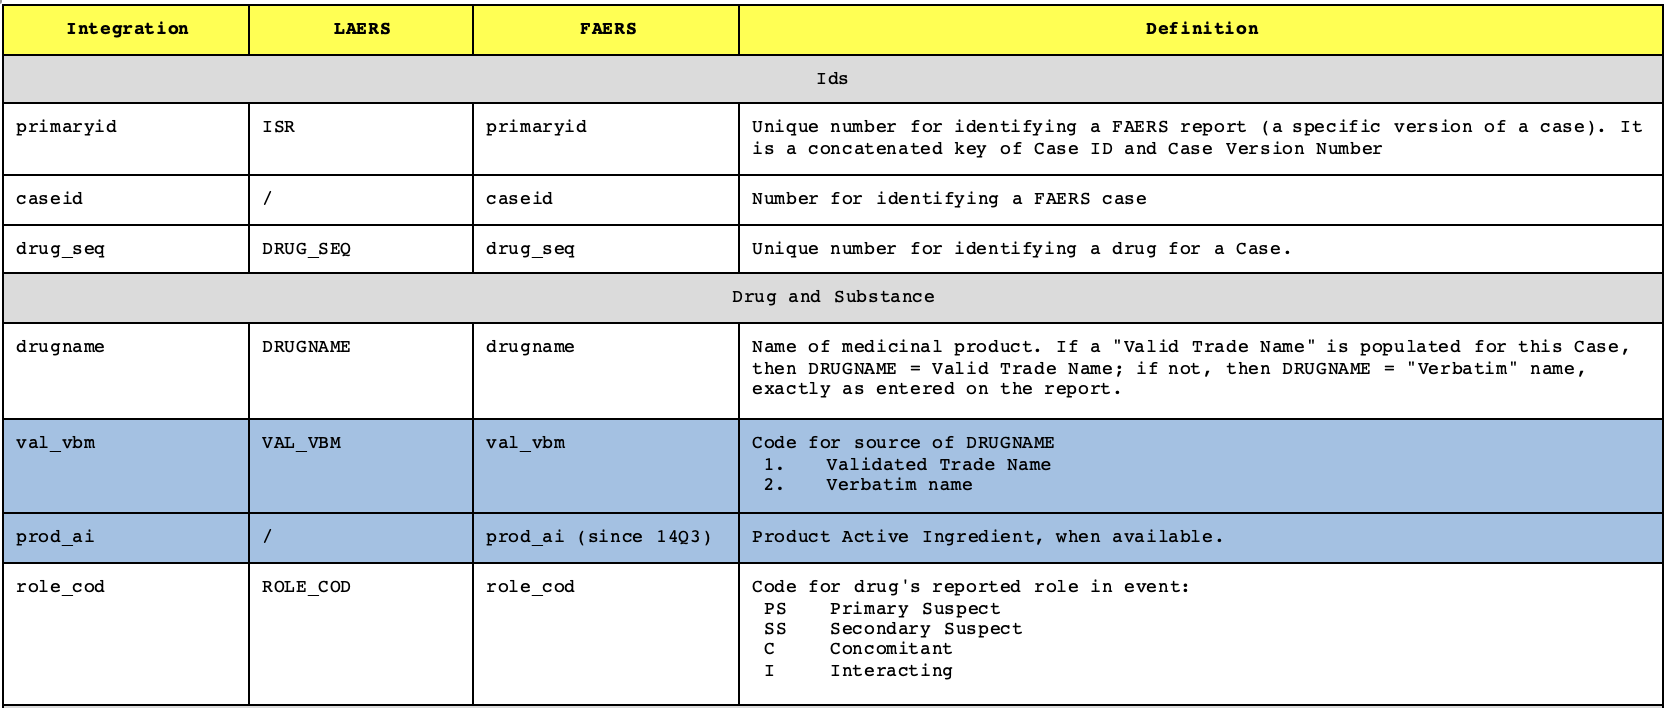 Integration LAERS FAERS Definition
Ids
primaryid ISR primaryid Unique number for identifying a FAERS report (a specific version of a case). It
is a concatenated key of Case ID and Case Version Number
caseid / caseid Number for identifying a FAERS case
drug_seq DRUG_SEQ drug_seq Unique number for identifying a drug for a Case.
Drug and Substance
drugname DRUGNAME drugname Name of medicinal product. If a "Valid Trade Name" is populated for this Case,
then DRUGNAME = Valid Trade Name; if not, then DRUGNAME = "Verbatim" name,
exactly as entered on the report.
val_vbm VAL_VBM val_vbm Code for source of DRUGNAME
1. Validated Trade Name
2. Verbatim name
prod_ai / prod_ai (since 14Q3) Product Active Ingredient, when available.
role_cod ROLE_COD role_cod Code for drug's reported role in event:
PS Primary Suspect
SS Secondary Suspect
C Concomitant
I Interacting